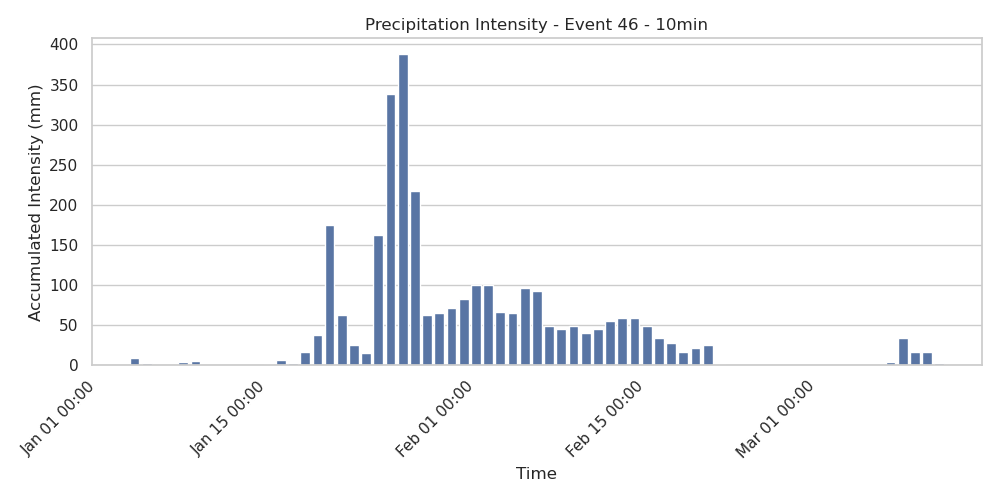 Precipitation Intensity - Event 46 - 10min
Accumulated Intensity (mm)
400
350
300
250
200
150
100
50
0
Jan 01 00:00
Jan 15 00:00
Feb 01 00:00
Feb 15 00:00
Mar 01 00:00
Time